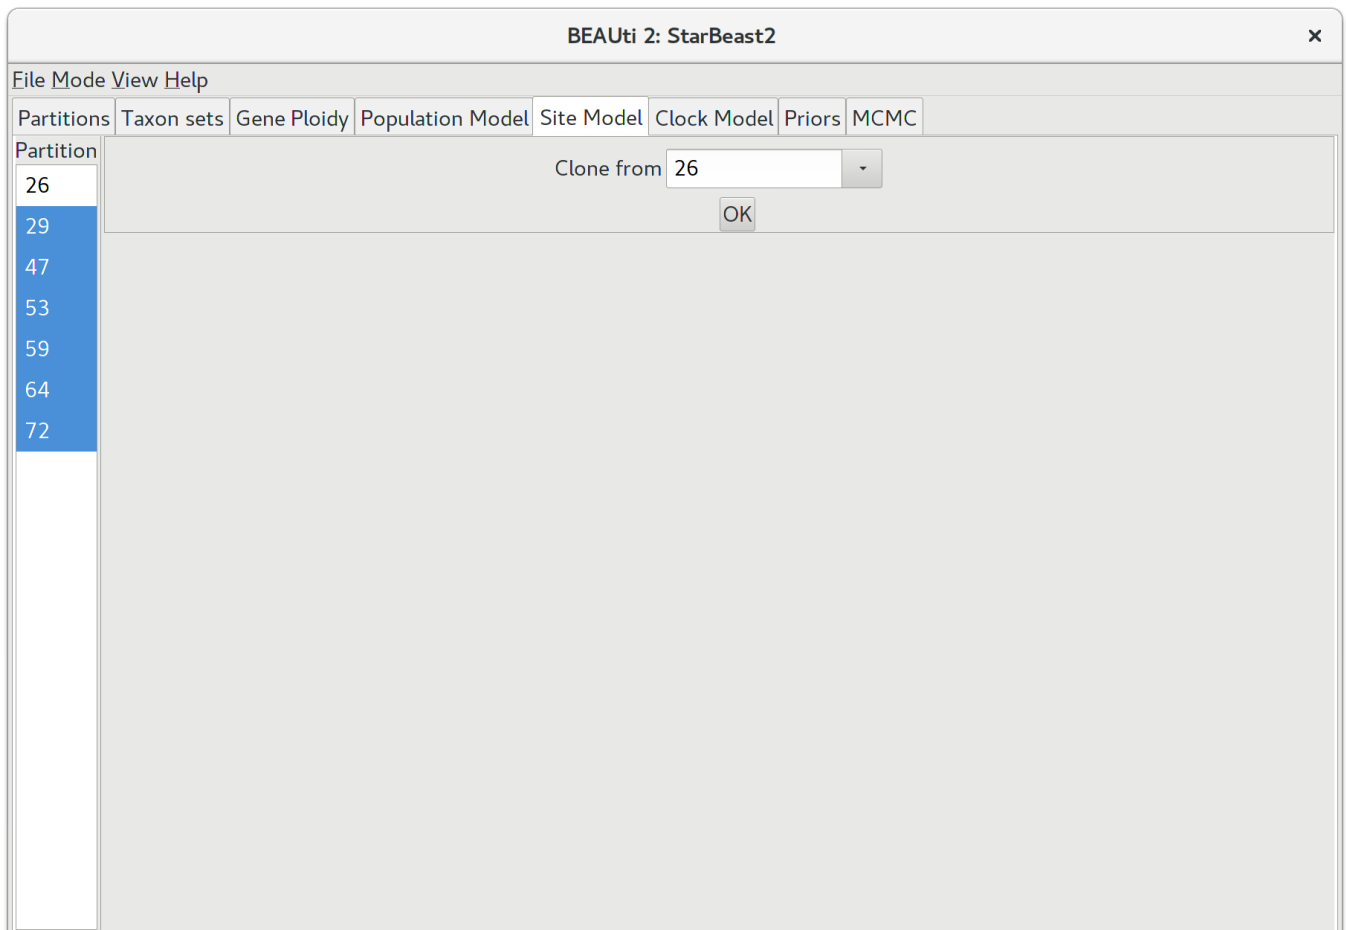 BEAUti 2: StarBeast2
File Mode View Help
Partitions Taxon sets Gene Ploidy Population Model Site Model Clock Model Priors MCMC
Partition
Clone from 26
OK
26
29
47
53
59
64
72